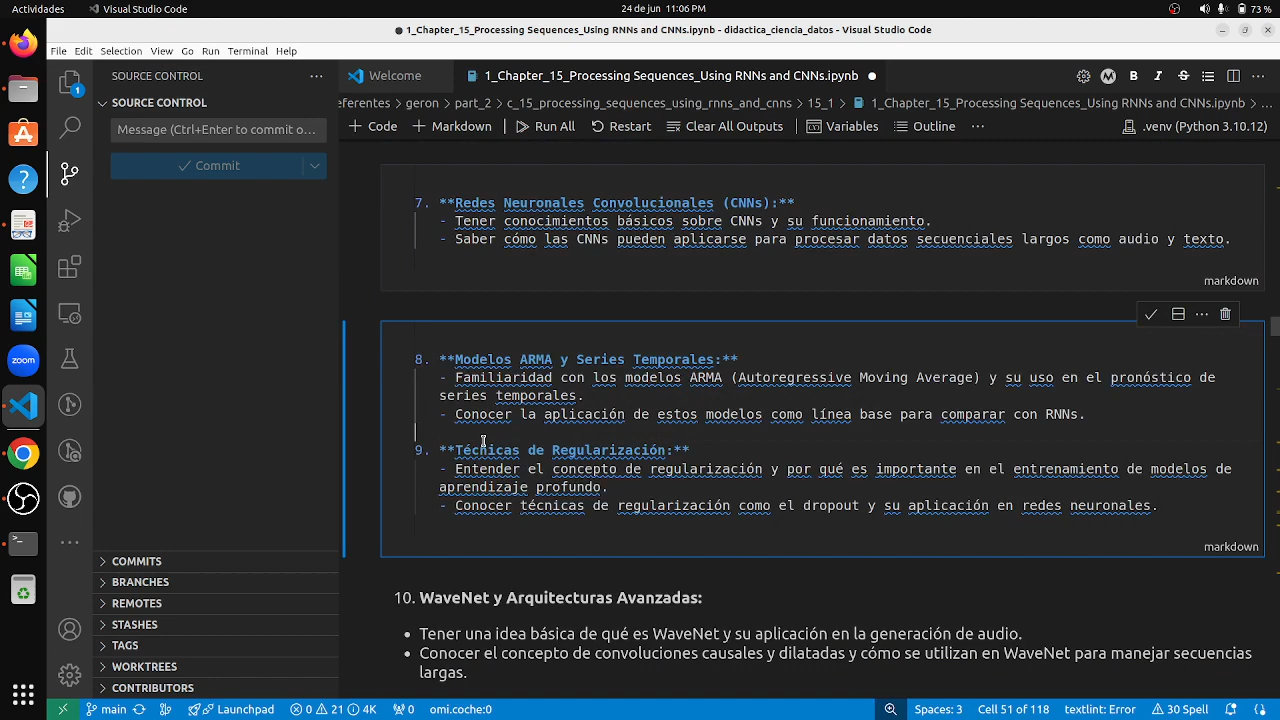 Actividades
Visual Studio Code
24 de jun 11:06 PM
73 %
1_Chapter_15_Processing Sequences_Using RNNs and CNNs.ipynb - didactica_ciencia_datos - Visual Studio Code
File Edit Selection View Go Run Terminal Help
SOURCE CONTROL
Welcome
1_Chapter_15_Processing Sequences_Using RNNs and CNNs.ipynb
SOURCE CONTROL
eferentes > geron > part_2 > c_15_processing_sequences_using_rnns_and_cnns > 15_1 > 1_Chapter_15_Processing Sequences_Using RNNs and CNNs.ipynb > ...
Message (Ctrl+Enter to commit o...
+ Code + Markdown Run All Restart Clear All Outputs Variables Outline ... .venv (Python 3.10.12)
Commit
7. **Redes Neuronales Convolucionales (CNNs):**
- Tener conocimientos básicos sobre CNNs y su funcionamiento.
- Saber cómo las CNNs pueden aplicarse para procesar datos secuenciales largos como audio y texto.
markdown
8. **Modelos ARMA y Series Temporales:**
- Familiaridad con los modelos ARMA (Autoregressive Moving Average) y su uso en el pronóstico de
series temporales.
- Conocer la aplicación de estos modelos como línea base para comparar con RNNs.
9. **Técnicas de Regularización:**
- Entender el concepto de regularización y por qué es importante en el entrenamiento de modelos de
aprendizaje profundo.
- Conocer técnicas de regularización como el dropout y su aplicación en redes neuronales.
markdown
10. WaveNet y Arquitecturas Avanzadas:
• Tener una idea básica de qué es WaveNet y su aplicación en la generación de audio.
• Conocer el concepto de convoluciones causales y dilatadas y cómo se utilizan en WaveNet para manejar secuencias
largas.
COMMITS
BRANCHES
REMOTES
STASHES
TAGS
WORKTREES
CONTRIBUTORS
1
zoom
main Launchpad 0 21 4K 0 omi.coche:0 Spaces: 3 Cell 51 of 118 textlint: Error 30 Spell